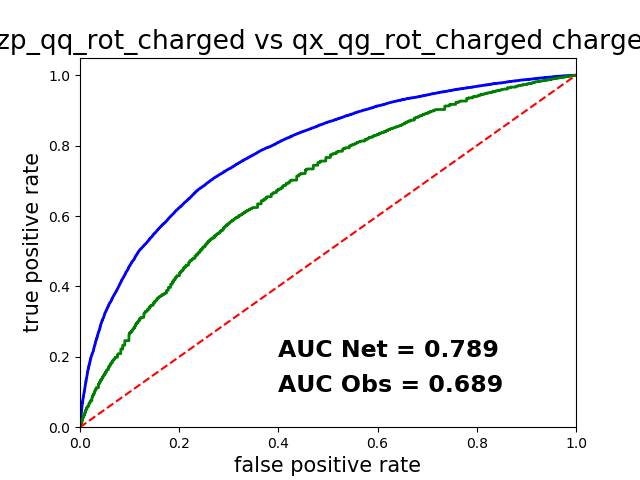 zp_qq_rot_charged vs qx_qg_rot_charged charge
1.0
0.8
0.6
0.4
0.2
0.0
true positive rate
AUC Net = 0.789
AUC Obs = 0.689
0.0 0.2 0.4 0.6 0.8 1.0
false positive rate